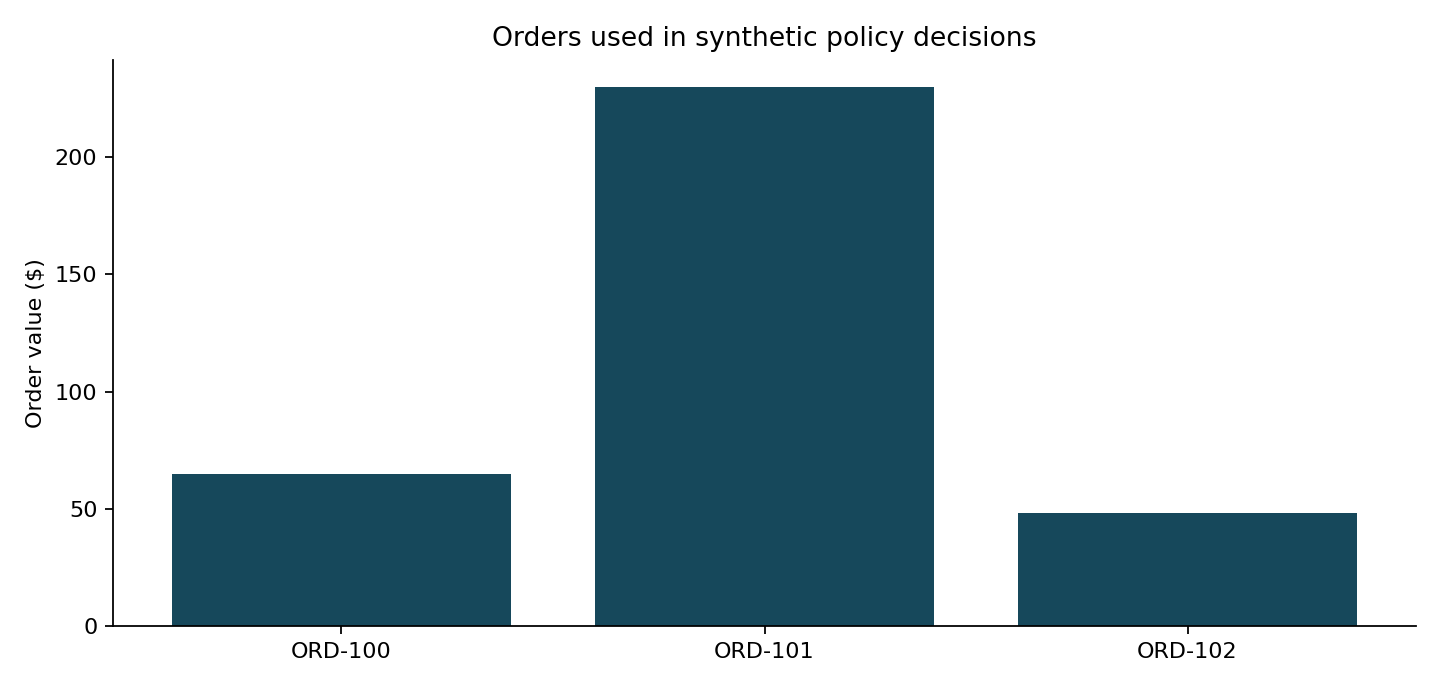 Orders used in synthetic policy decisions
Order value ($)
200
150
100
50
0
ORD-100
ORD-101
ORD-102